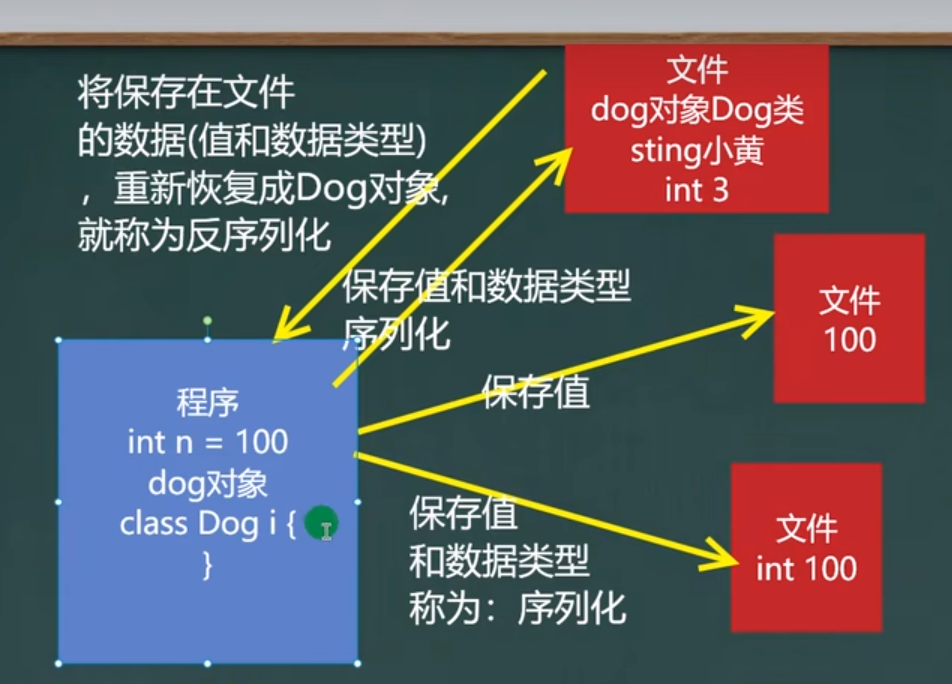 将保存在文件
的数据(值和数据类型)
，重新恢复成Dog对象,
就称为反序列化
文件
dog对象Dog类
sting小黄
int 3
保存值和数据类型
序列化
文件
100
保存值
程序
int n = 100
dog对象
class Dog i {
}
保存值
和数据类型
称为：序列化
文件
int 100